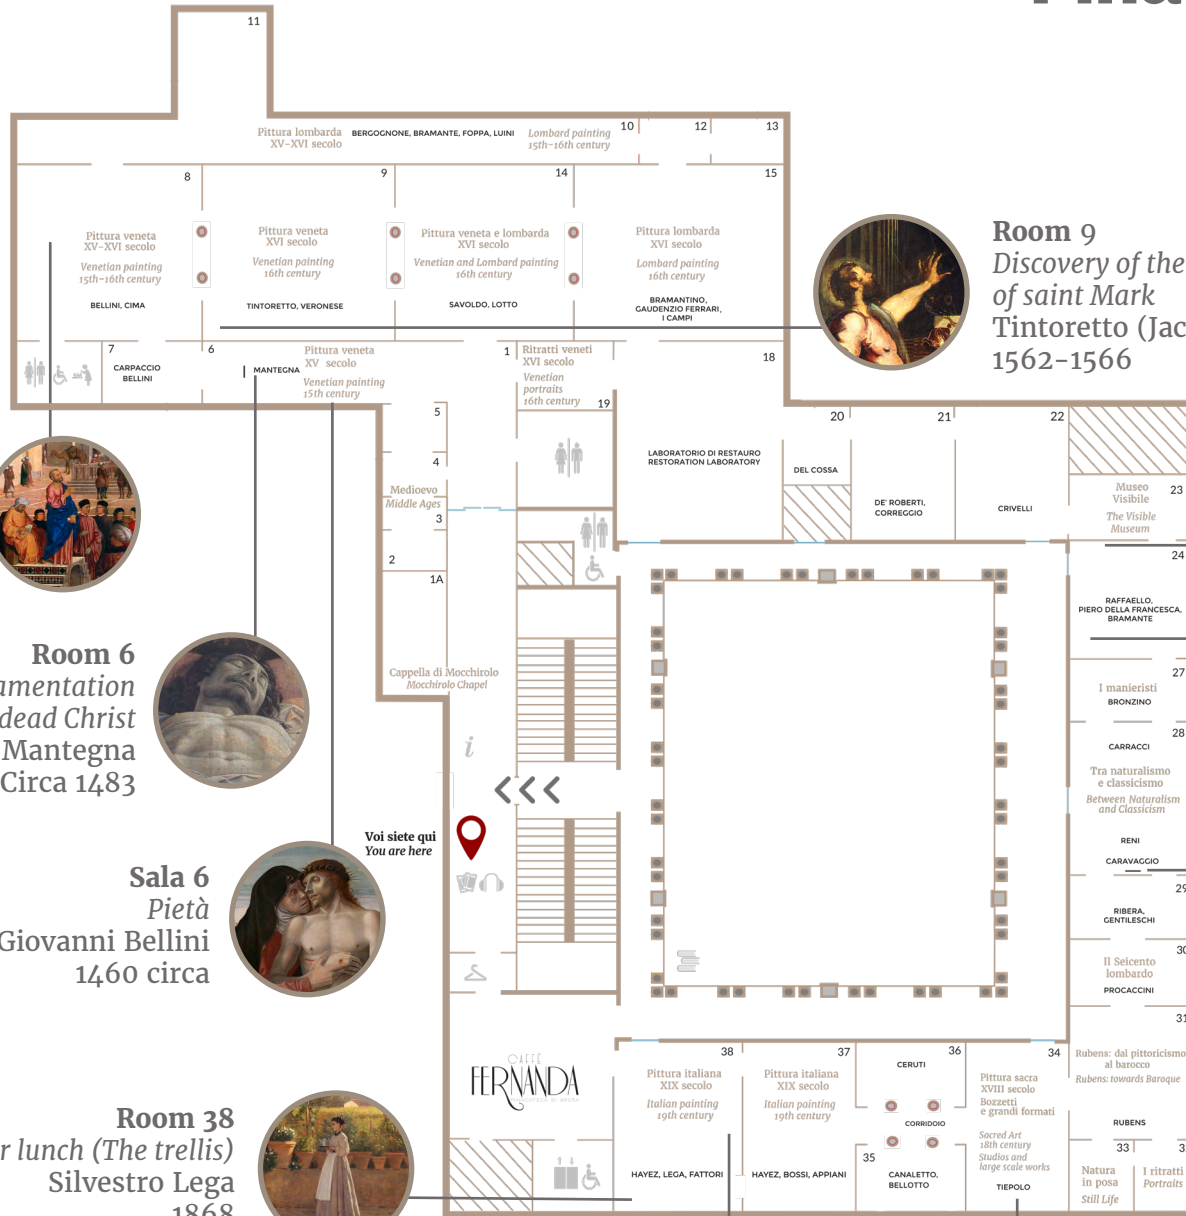 11
Pittura lombarda
XV-XVI secolo
BERGOGNONE, BRAMANTE, FOPPA, LUINI
Lombard painting
15th-16th century
10
12
13
8
9
14
15
Pittura veneta
XV-XVI secolo
Venetian painting
15th-16th century
BELLINI, CIMA
Pittura veneta
XVI secolo
Venetian painting
16th century
TINTORETTO, VERONESE
Pittura veneta e lombarda
XVI secolo
Venetian and Lombard painting
16th century
SAVOLDO, LOTTO
Pittura lombarda
XVI secolo
Lombard painting
16th century
BRAMANTINO,
GAUDENZIO FERRARI,
I CAMPI
Room 9
Discovery of the
of saint Mark
Tintoretto (Jac
1562-1566
7
CARPACCIO
BELLINI
6
MANTEGNA
Pittura veneta
XV secolo
Venetian painting
15th century
1
Ritratti veneti
XVI secolo
Venetian
portraits
16th century
19
18
5
4
Medioevo
Middle Ages
3
2
1A
Cappella di Mocchirolo
Mocchirolo Chapel
LABORATORIO DI RESTAURO
RESTORATION LABORATORY
20
DEL COSSA
21
DE' ROBERTI,
CORREGGIO
22
CRIVELLI
Museo
Visibile
23
The Visible
Museum
24
RAFFAELLO,
PIERO DELLA FRANCESCA,
BRAMANTE
27
I manieristi
BRONZINO
28
CARRACCI
Tra naturalismo
e classicismo
Between Naturalism
and Classicism
RENI
CARAVAGGIO
29
RIBERA,
GENTILESCHI
30
Il Seicento
lombardo
PROCACCINI
31
Rubens: dal pittoricismo
al barocco
Rubens: towards Baroque
RUBENS
33
Natura
in posa
Still Life
I ritratti
Portraits
Room 6
amentation
dead Christ
Mantegna
Circa 1483
i
Voi siete qui
You are here
Sala 6
Pietà
Giovanni Bellini
1460 circa
CAFFÈ
FERNANDA
38
Pittura italiana
XIX secolo
Italian painting
19th century
HAYEZ, LEGA, FATTORI
37
Pittura italiana
XIX secolo
Italian painting
19th century
HAYEZ, BOSSI, APPIANI
36
CERUTI
CORRIDOIO
35
CANALETTO,
BELLOTTO
34
Pittura sacra
XVIII secolo
Bozzetti
e grandi formati
Sacred Art
18th century
Studios and
large scale works
TIEPOLO
Room 38
r lunch (The trellis)
Silvestro Lega
1868